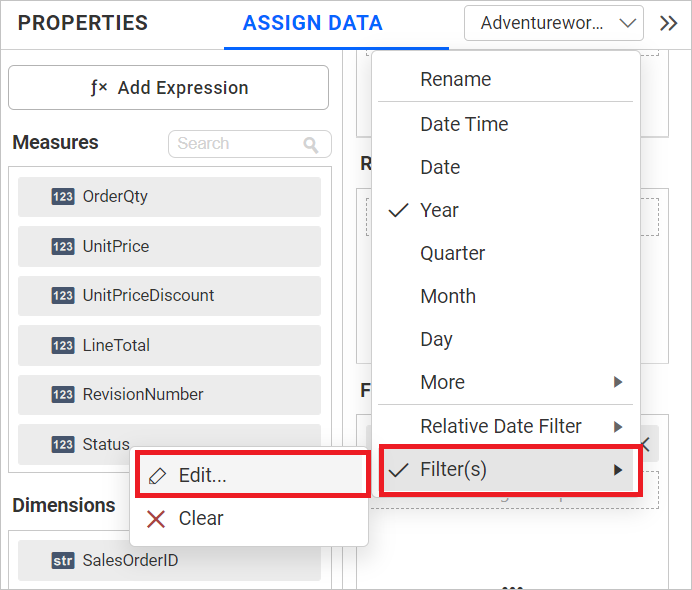 PROPERTIES
ASSIGN DATA
Adventurewor...
ƒx Add Expression
Measures
Search
123 OrderQty
123 UnitPrice
123 UnitPriceDiscount
123 LineTotal
123 RevisionNumber
123 Status
Dimensions
str SalesOrderID
R
F
Rename
Date Time
Date
Year
Quarter
Month
Day
More
Relative Date Filter
Filter(s)
Edit...
Clear